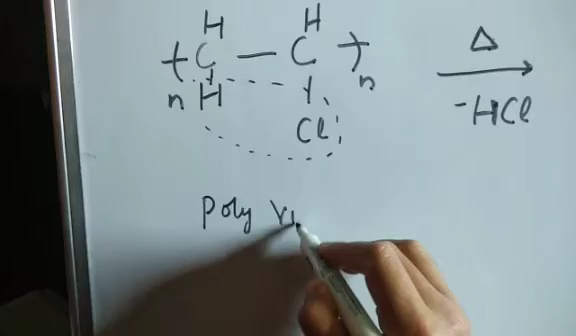 H H
+C — C+n Δ
n H Cl -HCl
Poly Vi